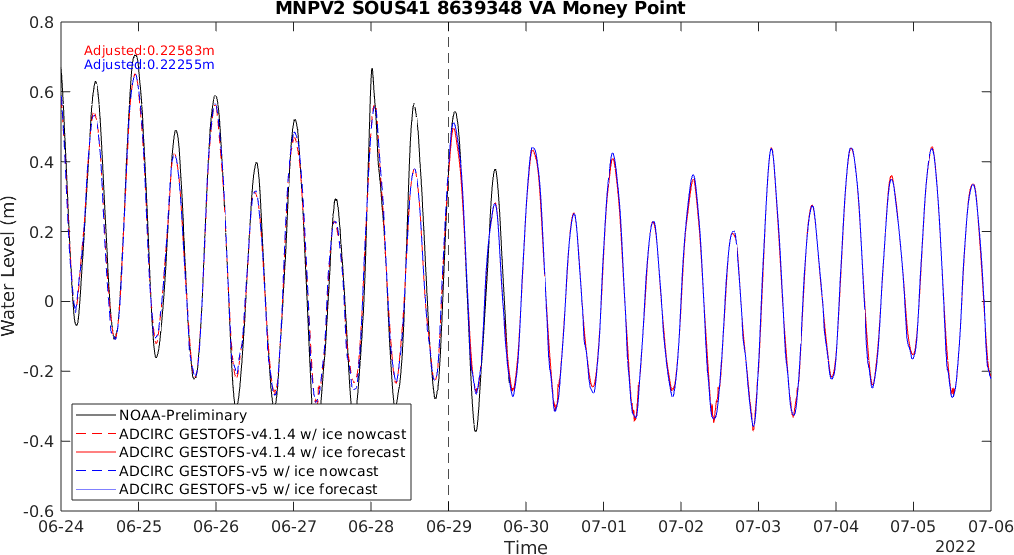 MNPV2 SOUS41 8639348 VA Money Point
Adjusted:0.22583m
Adjusted:0.22255m
Water Level (m)
0.8
0.6
0.4
0.2
0
-0.2
-0.4
-0.6
NOAA-Preliminary
ADCIRC GESTOFS-v4.1.4 w/ ice nowcast
ADCIRC GESTOFS-v4.1.4 w/ ice forecast
ADCIRC GESTOFS-v5 w/ ice nowcast
ADCIRC GESTOFS-v5 w/ ice forecast
06-24 06-25 06-26 06-27 06-28 06-29 06-30 07-01 07-02 07-03 07-04 07-05 07-06
Time
2022